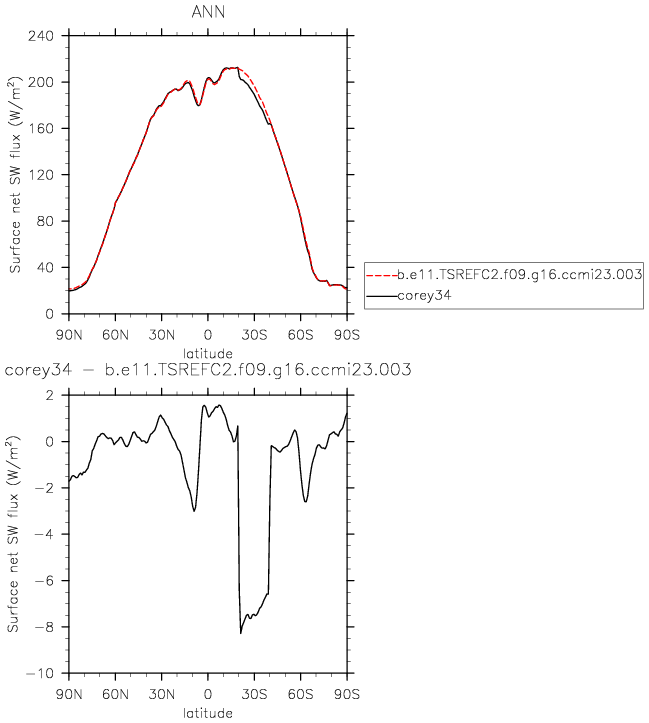 ANN
240
200
160
120
80
40
0
Surface net SW flux (W/m²)
90N 60N 30N 0 30S 60S 90S
latitude
b.e11.TSREFC2.f09.g16.ccmi23.003
corey34
corey34 − b.e11.TSREFC2.f09.g16.ccmi23.003
2
0
−2
−4
−6
−8
−10
Surface net SW flux (W/m²)
90N 60N 30N 0 30S 60S 90S
latitude